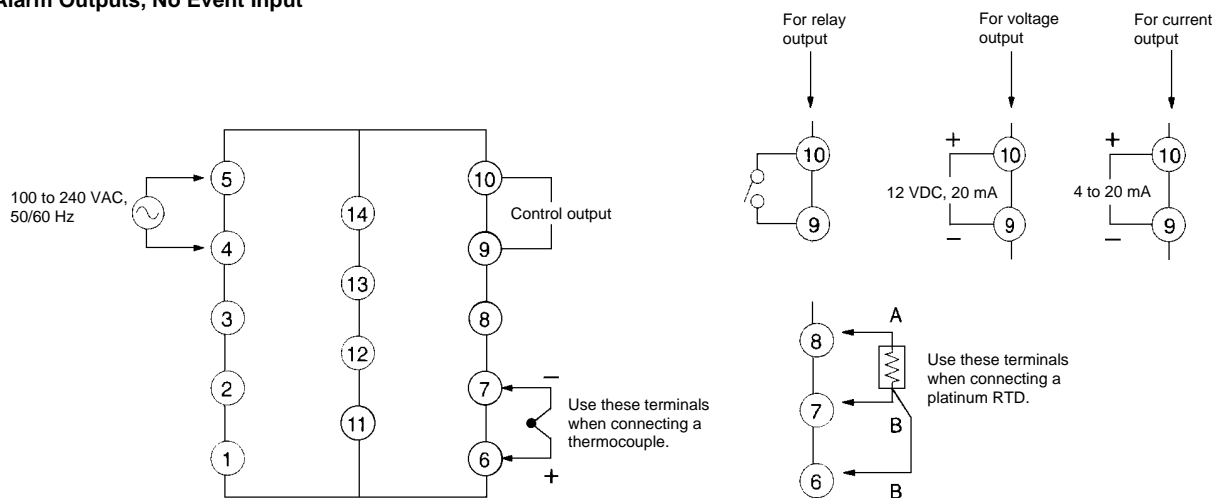 Alarm Outputs, No Event Input
For relay
output
For voltage
output
For current
output
100 to 240 VAC,
50/60 Hz
5
4
3
2
1
14
13
12
11
10
9
8
7
6
Control output
−
+
Use these terminals
when connecting a
thermocouple.
10
9
+
10
12 VDC, 20 mA
9
−
+
10
4 to 20 mA
9
−
8
7
6
A
B
B
Use these terminals
when connecting a
platinum RTD.